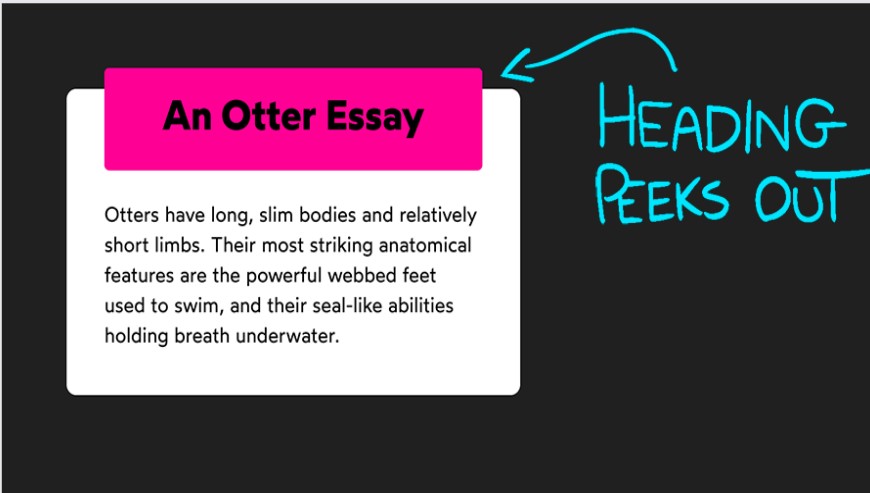 An Otter Essay
Otters have long, slim bodies and relatively
short limbs. Their most striking anatomical
features are the powerful webbed feet
used to swim, and their seal-like abilities
holding breath underwater.
HEADING
PEEKS OUT